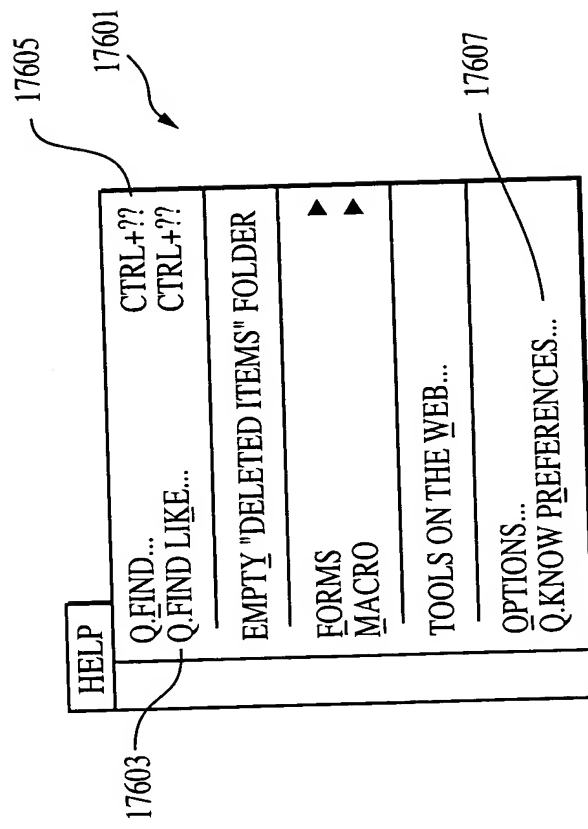 HELP
Q.FIND... CTRL+??
Q.FIND LIKE... CTRL+??
EMPTY "DELETED ITEMS" FOLDER
FORMS
MACRO
TOOLS ON THE WEB...
OPTIONS...
Q.KNOW PREFERENCES...
17603
17605
17601
17607